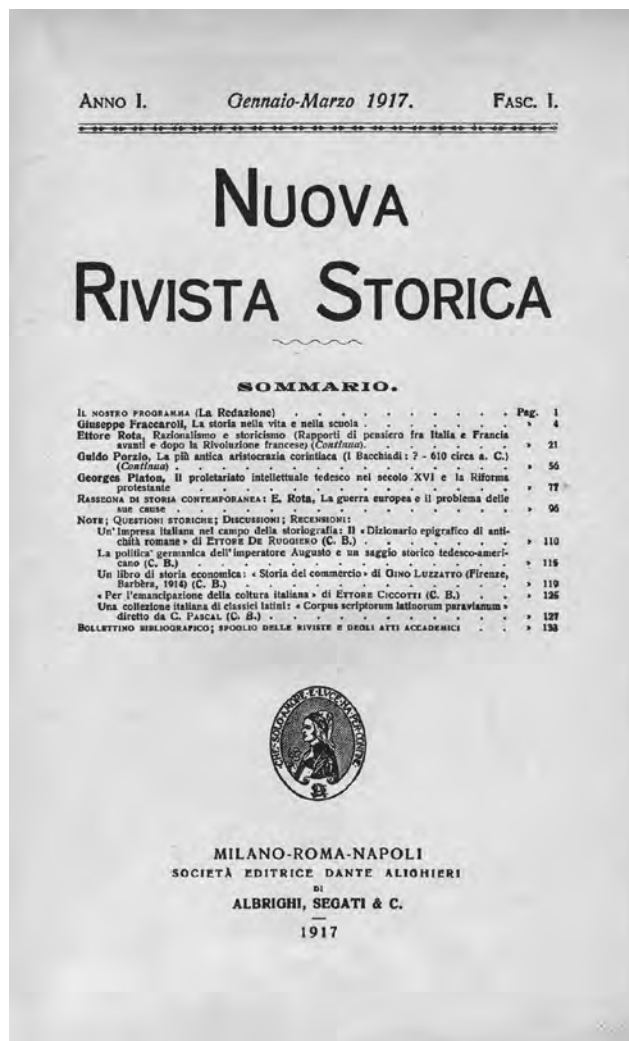 ANNO I. Gennaio-Marzo 1917. FASC. I.
NUOVA
RIVISTA STORICA
SOMMARIO.
IL NOSTRO PROGRAMMA (La Redazione) . . . . . . . . . . Pag. 1
Giuseppe Fraccaroli, La storia nella vita e nella scuola . . . . . . . . » 4
Ettore Rota, Razionalismo e storicismo (Rapporti di pensiero fra Italia e Francia
avanti e dopo la Rivoluzione francese) (Continua). . . . . . . . » 21
Guido Porzio, La più antica aristocrazia corintiaca (I Bacchiadi: ? - 610 circa a. C.)
(Continua) . . . . . . . . . . . . . . » 56
Georges Platon, Il proletariato intellettuale tedesco nel secolo XVI e la Riforma
protestante . . . . . . . . . . . . . . » 77
RASSEGNA DI STORIA CONTEMPORANEA: E. Rota, La guerra europea e il problema delle
sue cause . . . . . . . . . . . . . . » 96
NOTE; QUESTIONI STORICHE; DISCUSSIONI; RECENSIONI:
Un' Impresa italiana nel campo della storiografia: Il «Dizionario epigrafico di anti-
chità romane» di ETTORE DE RUGGIERO (C. B.) . . . . . . . » 110
La politica germanica dell'imperatore Augusto e un saggio storico tedesco-ameri-
cano (C. B.) . . . . . . . . . . . . . » 115
Un libro di storia economica: «Storia del commercio» di GINO LUZZATTO (Firenze,
Barbèra, 1914) (C. B.) . . . . . . . . . . . » 119
«Per l'emancipazione della coltura italiana» di ETTORE CICCOTTI (C. B.) . . . » 125
Una collezione italiana di classici latini: «Corpus scriptorum latinorum paravianum»
diretto da C. PASCAL (C. B.) . . . . . . . . . . » 127
BOLLETTINO BIBLIOGRAFICO; SPOGLIO DELLE RIVISTE E DEGLI ATTI ACCADEMICI . . » 133
CHE SOLO AMORE E LUCE HA PER CONFINE
MILANO-ROMA-NAPOLI
SOCIETÀ EDITRICE DANTE ALIGHIERI
DI
ALBRIGHI, SEGATI & C.
1917